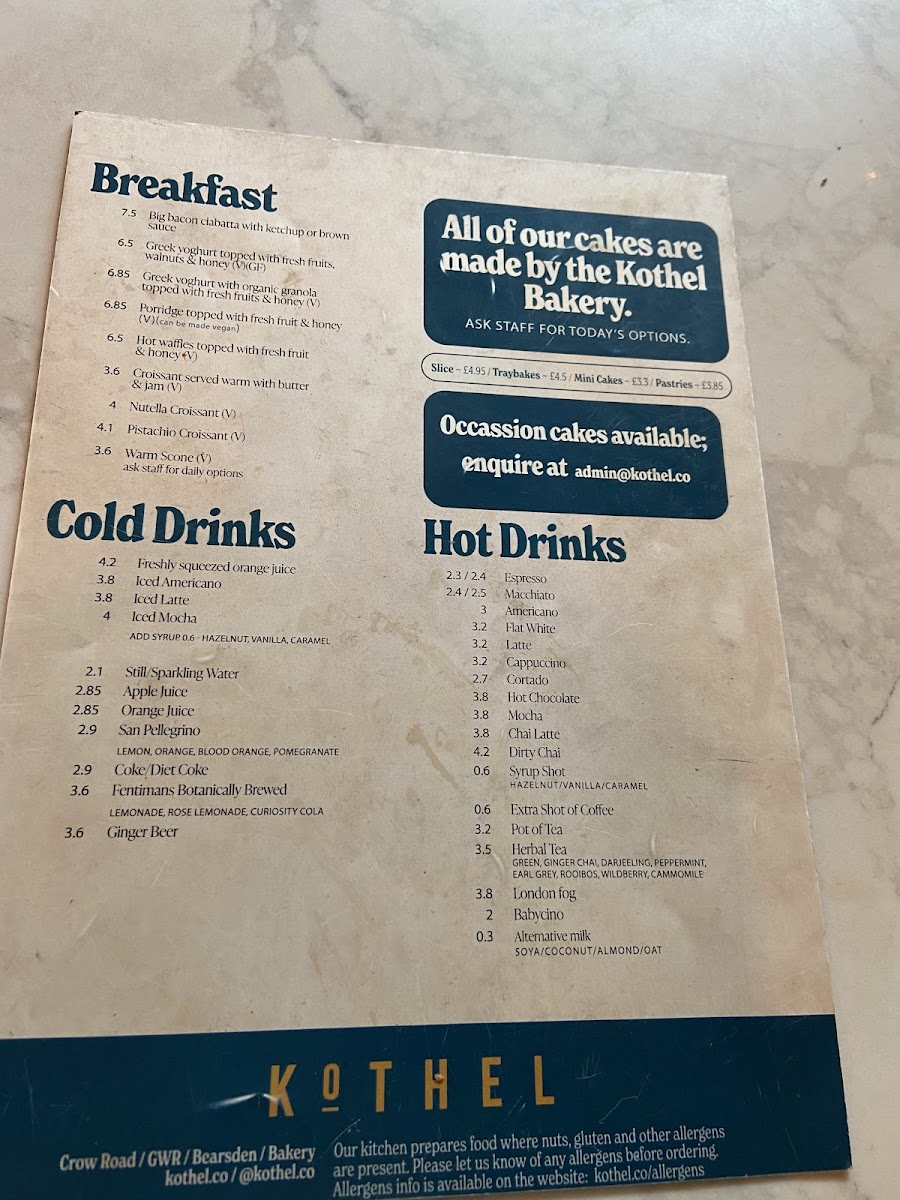 Breakfast
7.5 Big bacon ciabatta with ketchup or brown
sauce
6.5 Greek yoghurt topped with fresh fruits,
walnuts & honey (V)(GF)
6.85 Greek yoghurt with organic granola
topped with fresh fruits & honey (V)
6.85 Porridge topped with fresh fruit & honey
(V)(can be made vegan)
6.5 Hot waffles topped with fresh fruit
& honey (V)
3.6 Croissant served warm with butter
& jam (V)
4 Nutella Croissant (V)
4.1 Pistachio Croissant (V)
3.6 Warm Scone (V)
ask staff for daily options
All of our cakes are
made by the Kothel
Bakery.
ASK STAFF FOR TODAY'S OPTIONS.
Slice ~ £4.95 / Traybakes ~ £4.5 / Mini Cakes ~ £3.3 / Pastries ~ £3.85
Occassion cakes available;
enquire at admin@kothel.co
Cold Drinks
4.2 Freshly squeezed orange juice
3.8 Iced Americano
3.8 Iced Latte
4 Iced Mocha
ADD SYRUP 0.6 - HAZELNUT, VANILLA, CARAMEL
2.1 Still/Sparkling Water
2.85 Apple Juice
2.85 Orange Juice
2.9 San Pellegrino
LEMON, ORANGE, BLOOD ORANGE, POMEGRANATE
2.9 Coke/Diet Coke
3.6 Fentimans Botanically Brewed
LEMONADE, ROSE LEMONADE, CURIOSITY COLA
3.6 Ginger Beer
Hot Drinks
2.3 / 2.4 Espresso
2.4 / 2.5 Macchiato
3 Americano
3.2 Flat White
3.2 Latte
3.2 Cappuccino
2.7 Cortado
3.8 Hot Chocolate
3.8 Mocha
3.8 Chai Latte
4.2 Dirty Chai
0.6 Syrup Shot
HAZELNUT/VANILLA/CARAMEL
0.6 Extra Shot of Coffee
3.2 Pot of Tea
3.5 Herbal Tea
GREEN, GINGER CHAI, DARJEELING, PEPPERMINT,
EARL GREY, ROOIBOS, WILDBERRY, CAMMOMILE
3.8 London fog
2 Babycino
0.3 Alternative milk
SOYA/COCONUT/ALMOND/OAT
KOTHEL
Crow Road / GWR / Bearsden / Bakery
kothel.co / @kothel.co
Our kitchen prepares food where nuts, gluten and other allergens
are present. Please let us know of any allergens before ordering.
Allergens info is available on the website: kothel.co/allergens